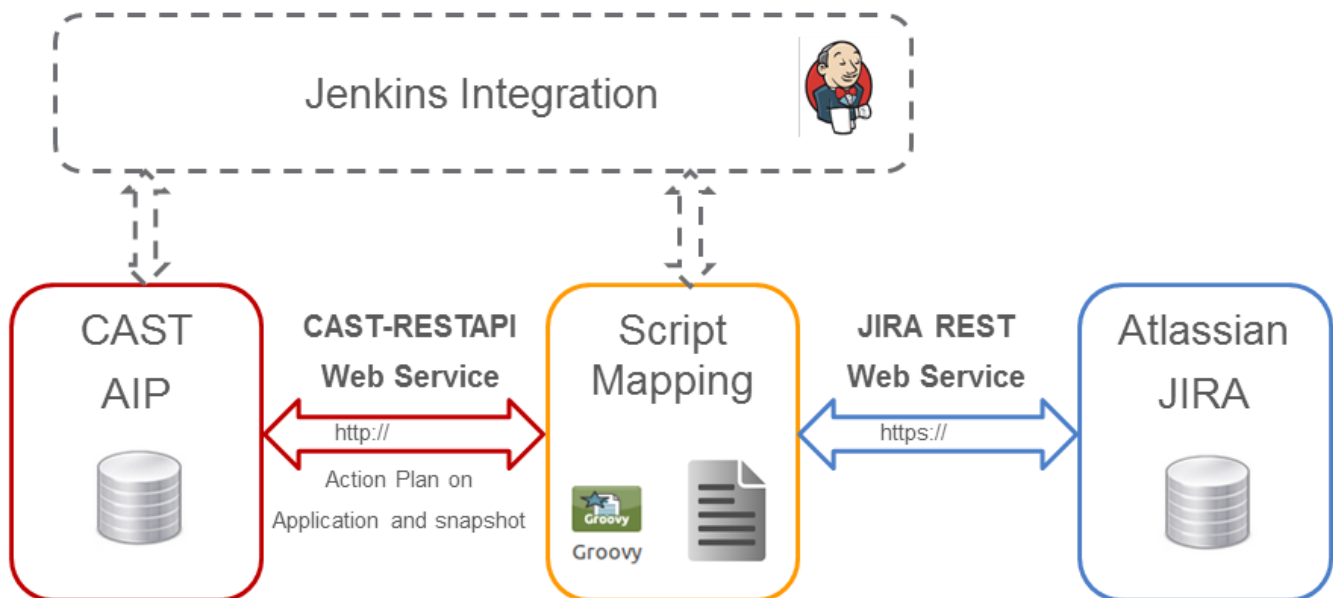 Jenkins Integration
CAST
AIP
CAST-RESTAPI
Web Service
http://
Action Plan on
Application and snapshot
Script
Mapping
Groovy
Groovy
JIRA REST
Web Service
https://
Atlassian
JIRA